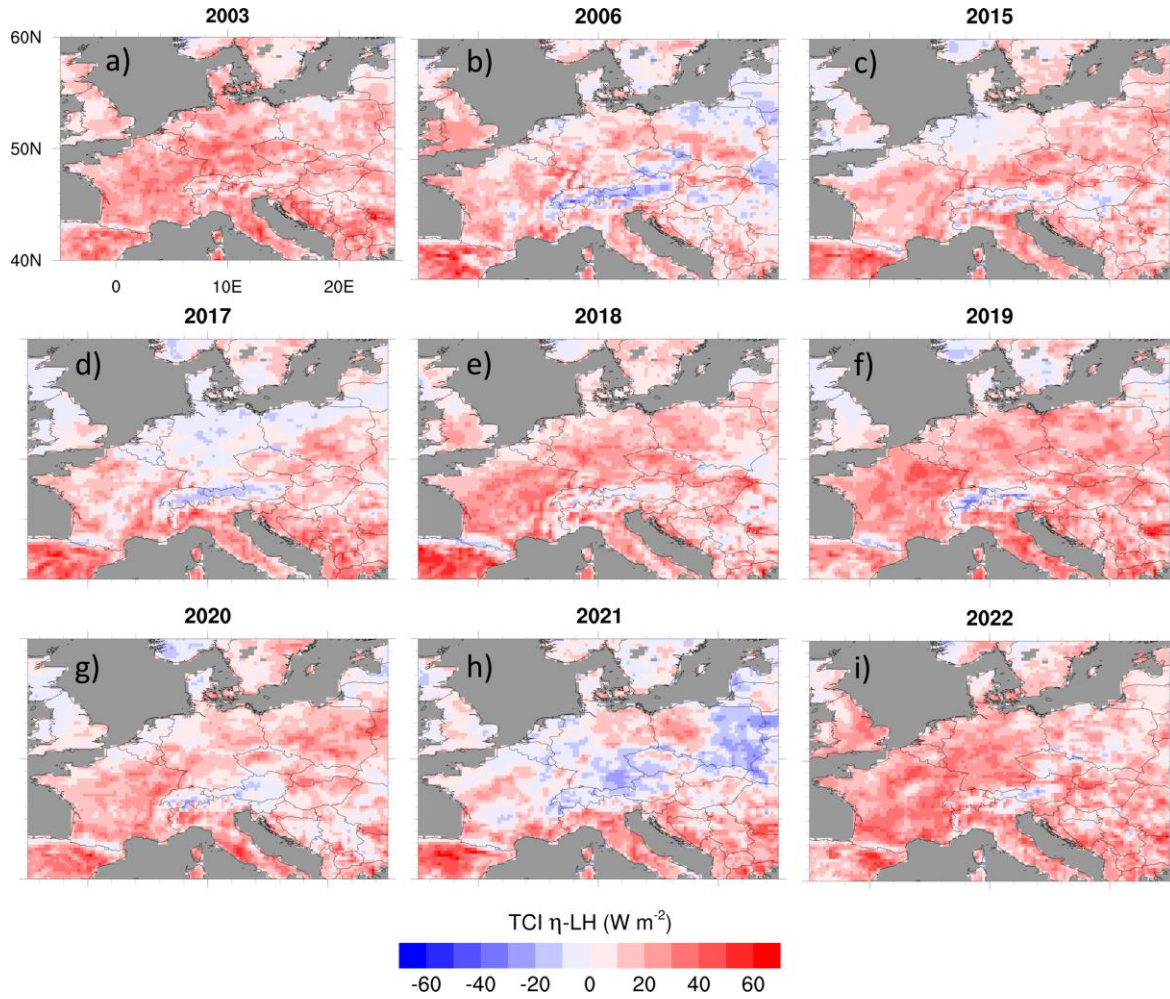 2003
2006
2015
60N
a)
b)
c)
50N
40N
0
10E
20E
2017
2018
2019
d)
e)
f)
2020
2021
2022
g)
h)
i)
TCI η-LH (W m⁻²)
-60 -40 -20 0 20 40 60